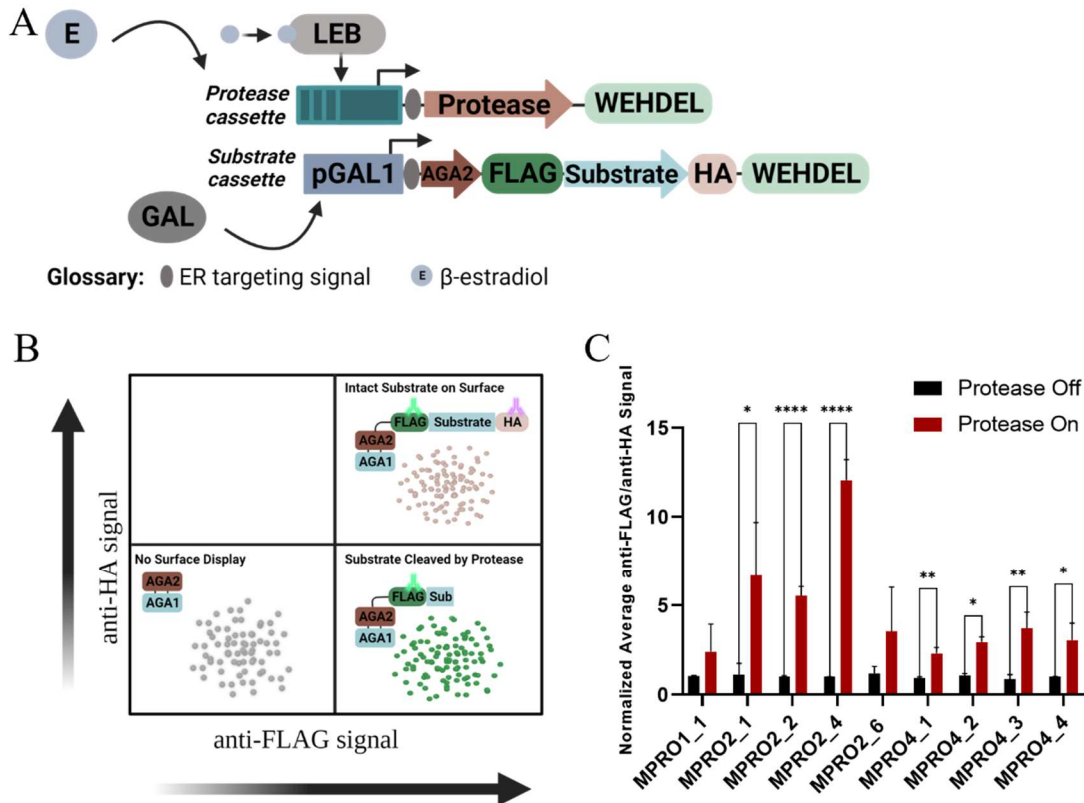 A
E
LEB
Protease
cassette
Protease
WEHDEL
Substrate
cassette
pGAL1
AGA2
FLAG
Substrate
HA
WEHDEL
GAL
Glossary: ER targeting signal E β-estradiol
B
anti-HA signal
Intact Substrate on Surface
FLAG Substrate HA
AGA2
AGA1
No Surface Display
AGA2
AGA1
Substrate Cleaved by Protease
FLAG Sub
AGA2
AGA1
anti-FLAG signal
C
Normalized Average anti-FLAG/anti-HA Signal
Protease Off
Protease On
15
10
5
0
* **** **** ** * ** *
MPRO1_1
MPRO2_1
MPRO2_2
MPRO2_4
MPRO2_6
MPRO4_1
MPRO4_2
MPRO4_3
MPRO4_4